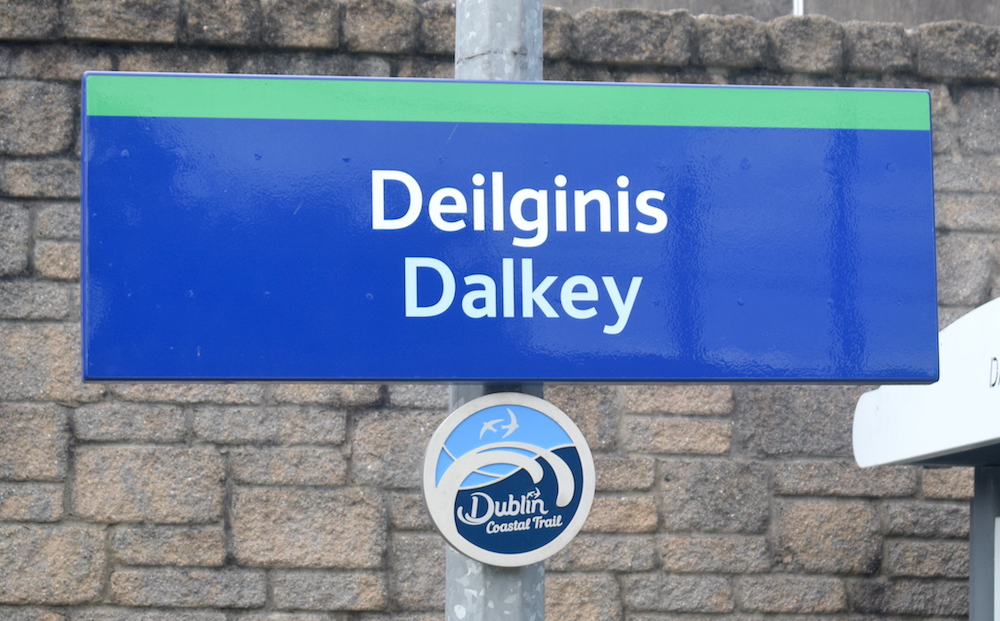 Deilginis
Dalkey
Dublin
Coastal Trail